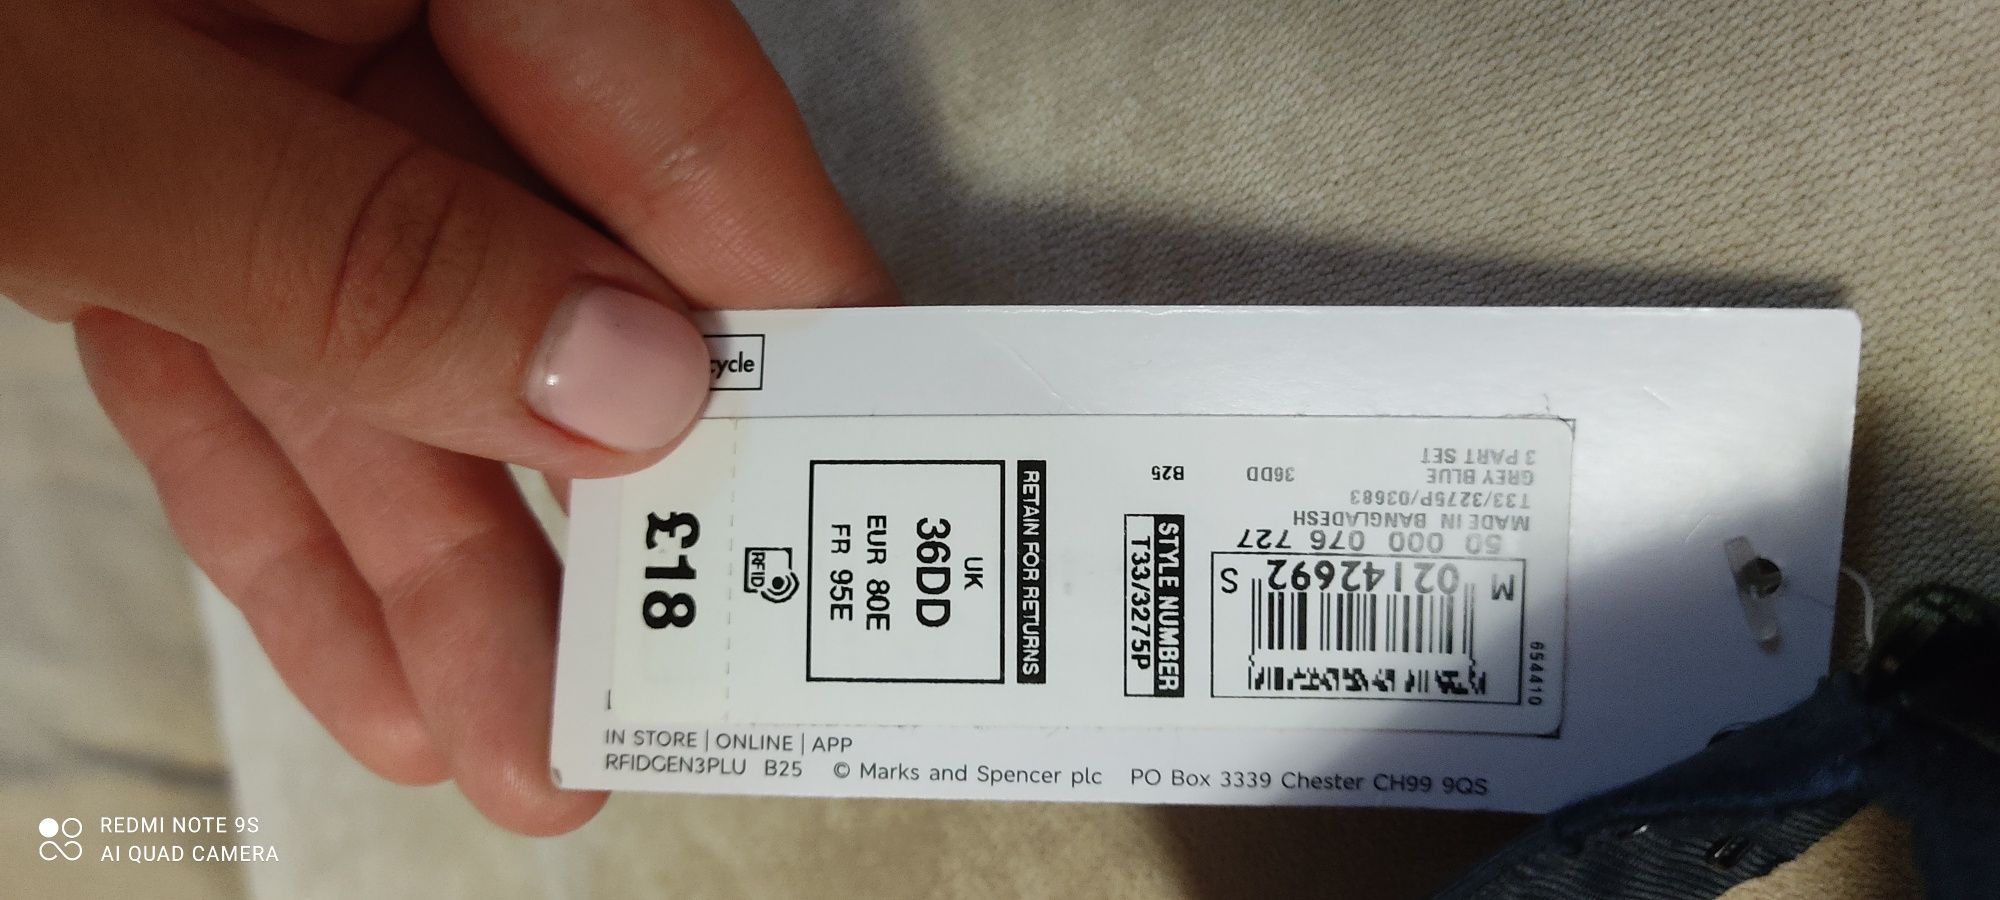 cycle
£18
RFID
UK
36DD
EUR 80E
FR 95E
RETAIN FOR RETURNS
STYLE NUMBER
T33/3275P
M 02142692 S
50 000 076 727
MADE IN BANGLADESH
T33/3275P/03683
GREY BLUE 36DD B25
3 PART SET
654410
IN STORE | ONLINE | APP
RFIDGEN3PLU B25 © Marks and Spencer plc PO Box 3339 Chester CH99 9QS
REDMI NOTE 9S
AI QUAD CAMERA